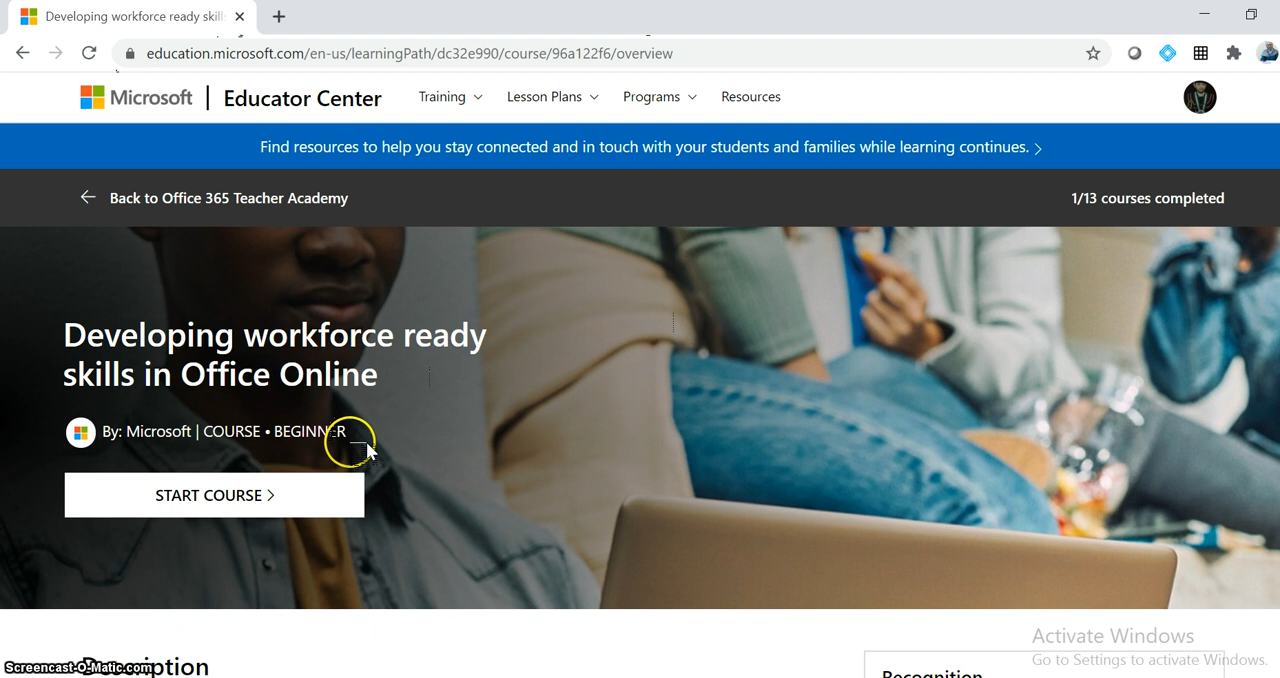 Developing workforce ready skill
education.microsoft.com/en-us/learningPath/dc32e990/course/96a122f6/overview
Microsoft | Educator Center Training Lesson Plans Programs Resources
Find resources to help you stay connected and in touch with your students and families while learning continues. >
Back to Office 365 Teacher Academy
1/13 courses completed
Developing workforce ready
skills in Office Online
By: Microsoft | COURSE • BEGINNER
START COURSE >
Activate Windows
Go to Settings to activate Windows.
Description
Screencast-O-Matic.com
Recognition